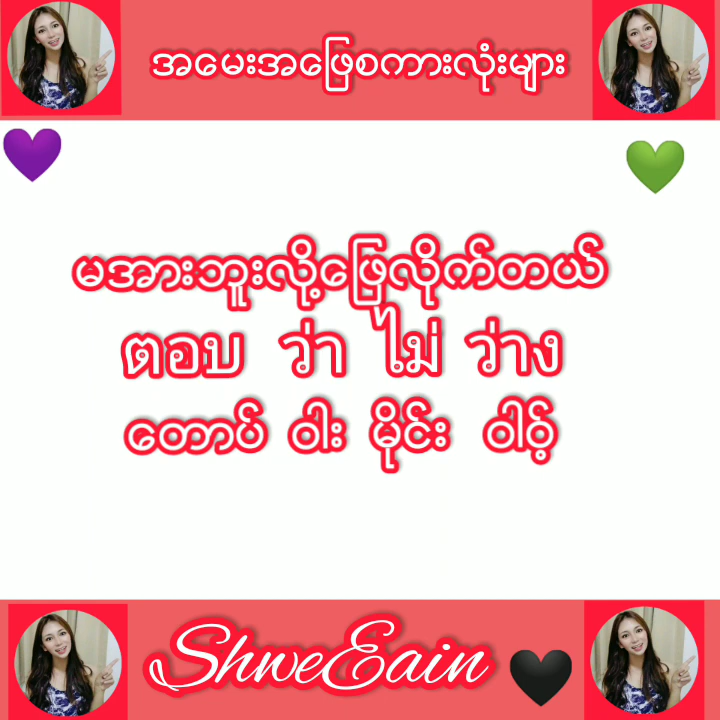 အမေးအဖြေစကားလုံးများ
မအားဘူးလို့ဖြေလိုက်တယ်
ตอบ ว่า ไม่ ว่าง
တောပ် ဝါး မိုင်း ဝါဝ့်
ShweEain